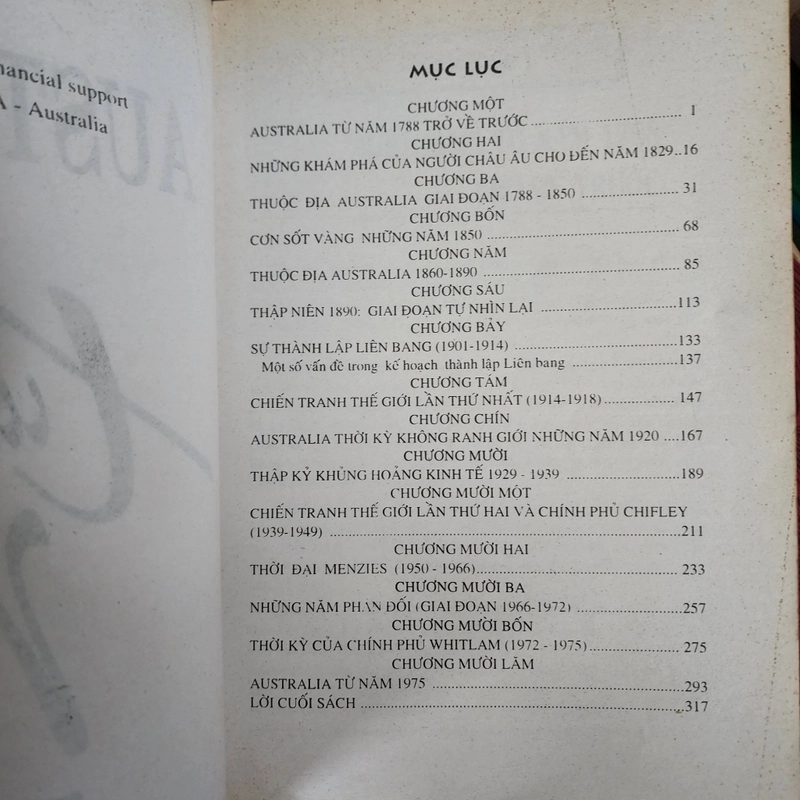 nancial support
A - Australia
AUST
MỤC LỤC
CHƯƠNG MỘT
AUSTRALIA TỪ NĂM 1788 TRỞ VỀ TRƯỚC ........................ 1
CHƯƠNG HAI
NHỮNG KHÁM PHÁ CỦA NGƯỜI CHÂU ÂU CHO ĐẾN NĂM 1829..16
CHƯƠNG BA
THUỘC ĐỊA AUSTRALIA GIAI ĐOẠN 1788 - 1850 ................ 31
CHƯƠNG BỐN
CƠN SỐT VÀNG NHỮNG NĂM 1850 ................................ 68
CHƯƠNG NĂM
THUỘC ĐỊA AUSTRALIA 1860-1890 ................................ 85
CHƯƠNG SÁU
THẬP NIÊN 1890: GIAI ĐOẠN TỰ NHÌN LẠI ........................113
CHƯƠNG BẢY
SỰ THÀNH LẬP LIÊN BANG (1901-1914) ............................133
Một số vấn đề trong kế hoạch thành lập Liên bang ..................137
CHƯƠNG TÁM
CHIẾN TRANH THẾ GIỚI LẦN THỨ NHẤT (1914-1918)................ 147
CHƯƠNG CHÍN
AUSTRALIA THỜI KỲ KHÔNG RANH GIỚI NHỮNG NĂM 1920 ....167
CHƯƠNG MƯỜI
THẬP KỶ KHỦNG HOẢNG KINH TẾ 1929 - 1939 ....................189
CHƯƠNG MƯỜI MỘT
CHIẾN TRANH THẾ GIỚI LẦN THỨ HAI VÀ CHÍNH PHỦ CHIFLEY
(1939-1949) ....................................................211
CHƯƠNG MƯỜI HAI
THỜI ĐẠI MENZIES (1950 - 1966)................................ 233
CHƯƠNG MƯỜI BA
NHỮNG NĂM PHẢN ĐỐI (GIAI ĐOẠN 1966-1972) .................. 257
CHƯƠNG MƯỜI BỐN
THỜI KỲ CỦA CHÍNH PHỦ WHITLAM (1972 - 1975)................ 275
CHƯƠNG MƯỜI LĂM
AUSTRALIA TỪ NĂM 1975 ........................................293
LỜI CUỐI SÁCH ................................................317